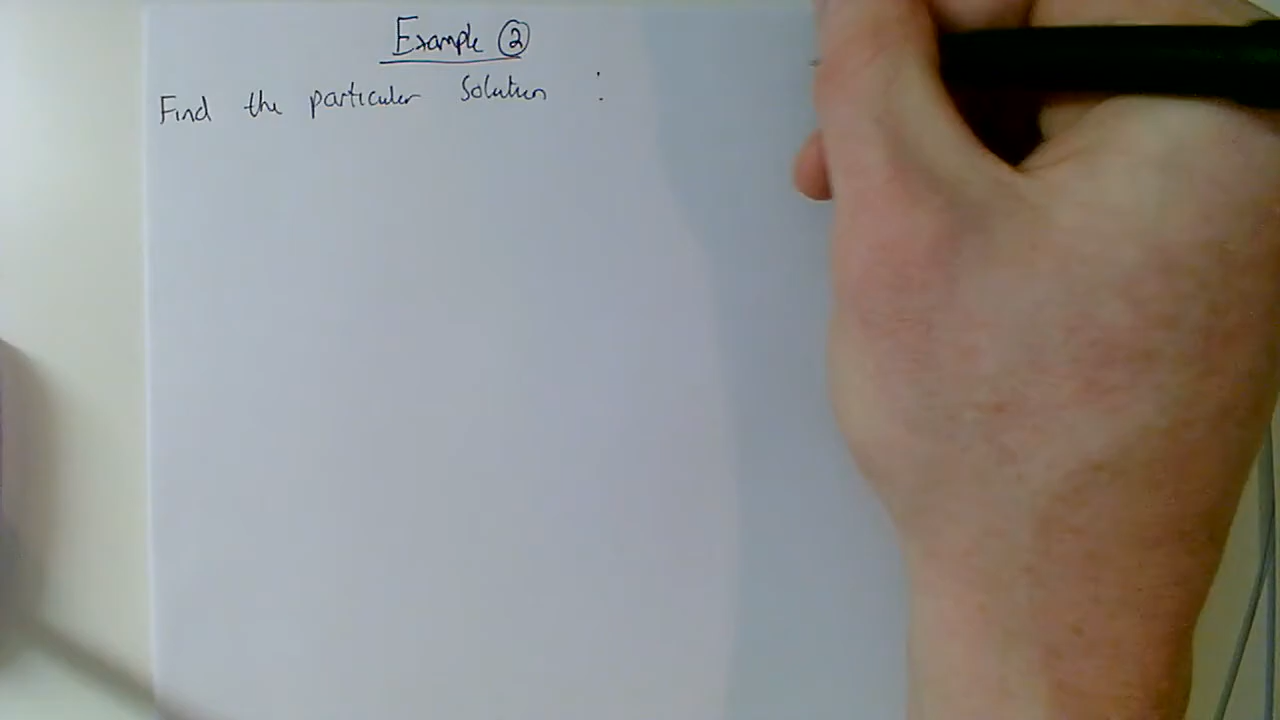 Example ②
Find the particular solution :